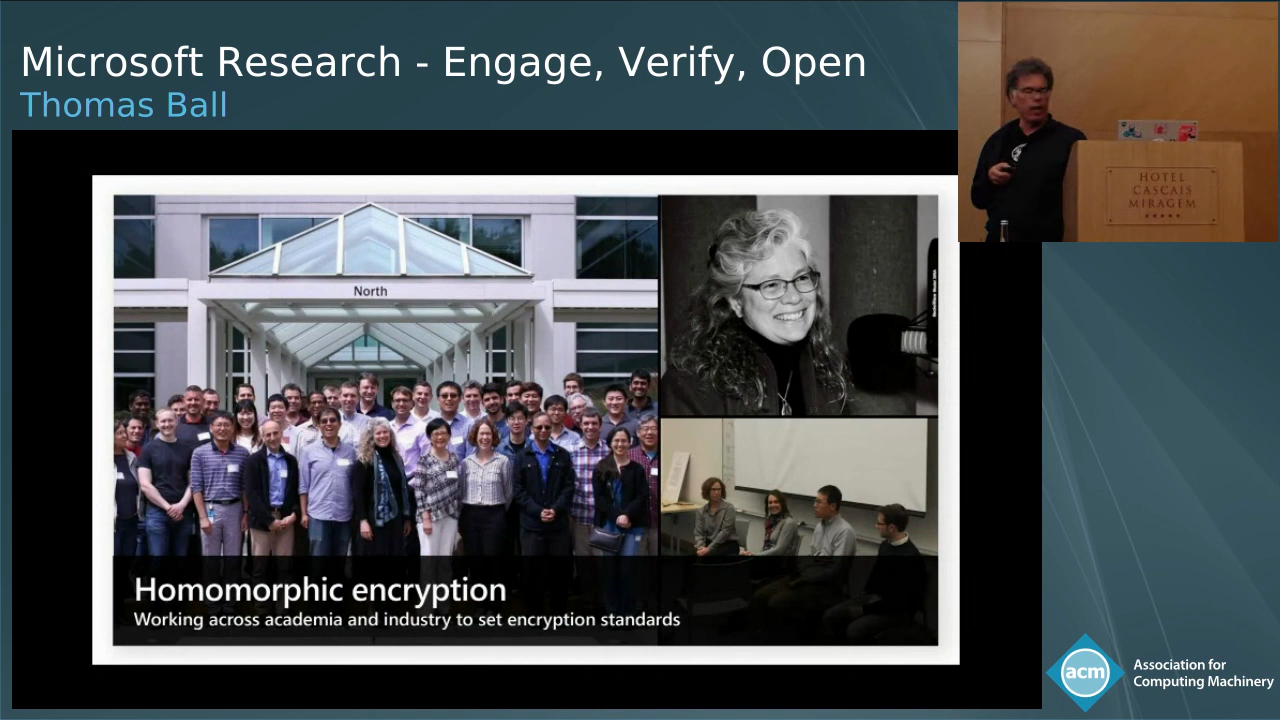 Microsoft Research - Engage, Verify, Open
Thomas Ball
HOTEL
CASCAIS
MIRAGEM
North
Homomorphic encryption
Working across academia and industry to set encryption standards
acm
Association for
Computing Machinery